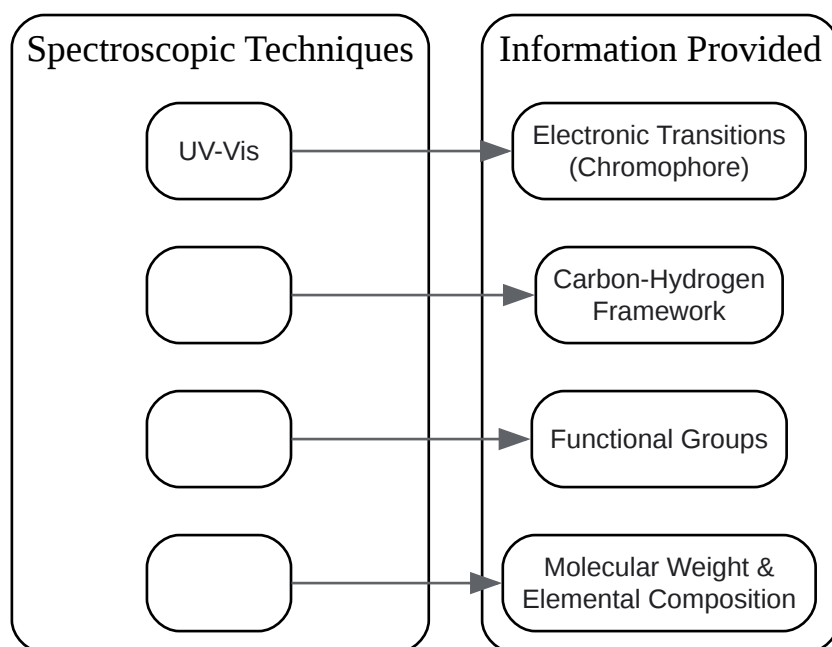 Spectroscopic Techniques
Information Provided
UV-Vis
Electronic Transitions
(Chromophore)
Carbon-Hydrogen
Framework
Functional Groups
Molecular Weight &
Elemental Composition